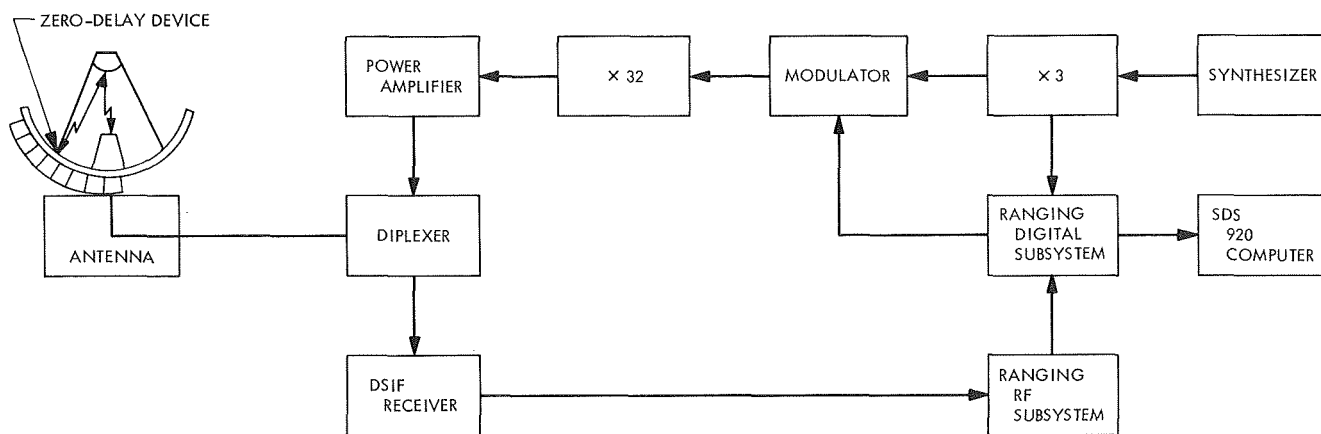 ZERO-DELAY DEVICE
POWER
AMPLIFIER
× 32
MODULATOR
× 3
SYNTHESIZER
ANTENNA
DIPLEXER
RANGING
DIGITAL
SUBSYSTEM
SDS
920
COMPUTER
DSIF
RECEIVER
RANGING
RF
SUBSYSTEM